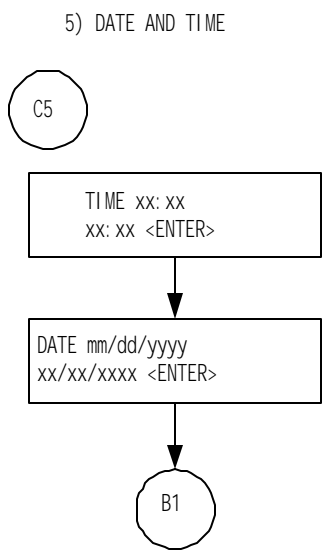 5) DATE AND TIME
C5
TIME xx:xx
xx:xx <ENTER>
DATE mm/dd/yyyy
xx/xx/xxxx <ENTER>
B1